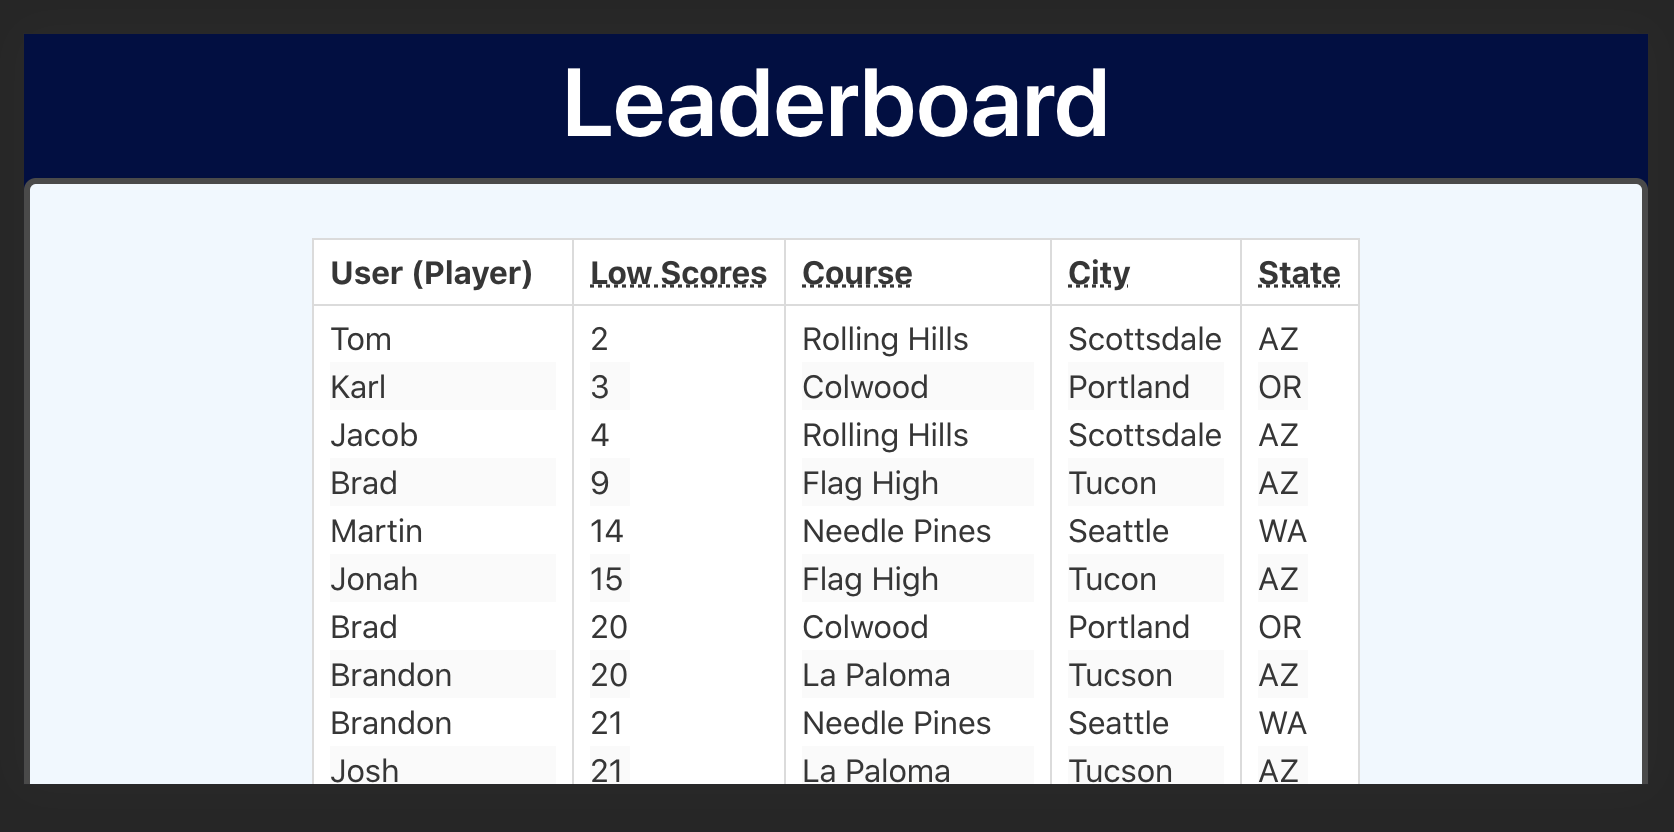 Leaderboard
User (Player) Low Scores Course City State
Tom 2 Rolling Hills Scottsdale AZ
Karl 3 Colwood Portland OR
Jacob 4 Rolling Hills Scottsdale AZ
Brad 9 Flag High Tucon AZ
Martin 14 Needle Pines Seattle WA
Jonah 15 Flag High Tucon AZ
Brad 20 Colwood Portland OR
Brandon 20 La Paloma Tucson AZ
Brandon 21 Needle Pines Seattle WA
Josh 21 La Paloma Tucson AZ